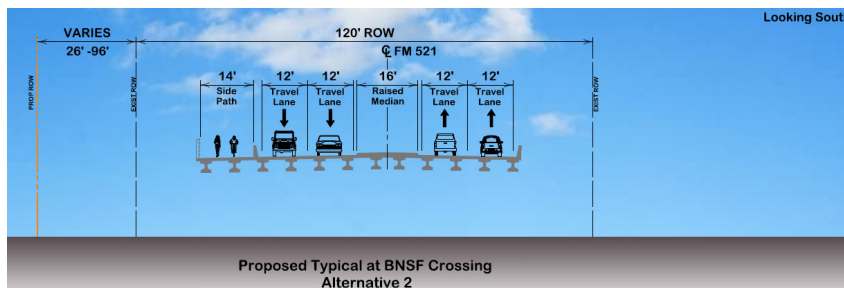 Looking Sout
VARIES
26' -96'
120' ROW
℄ FM 521
14'
Side
Path
12'
Travel
Lane
12'
Travel
Lane
16'
Raised
Median
12'
Travel
Lane
12'
Travel
Lane
PROP ROW
EXIST ROW
EXIST ROW
Proposed Typical at BNSF Crossing
Alternative 2